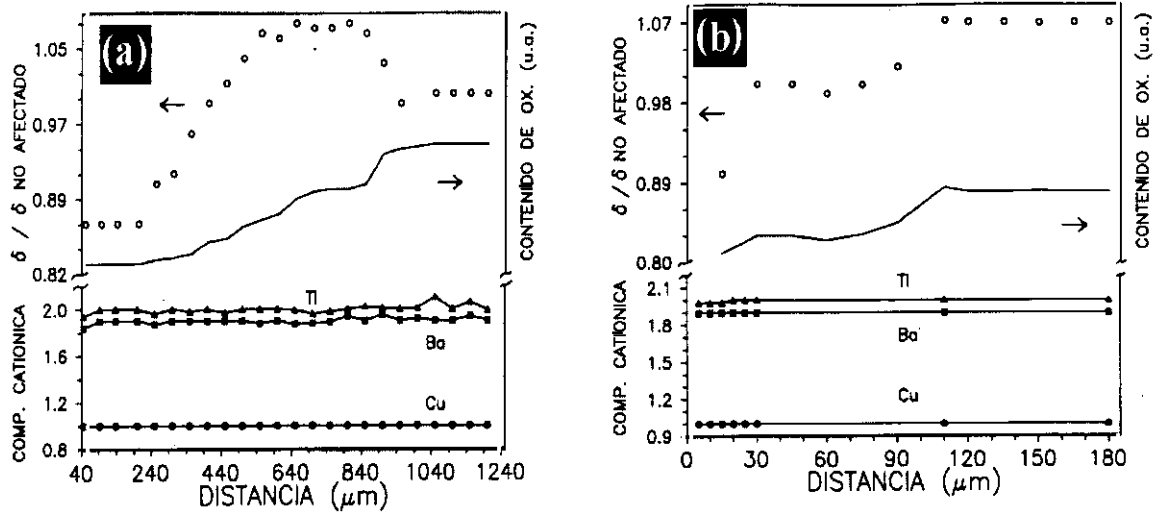 (a)
δ / δ NO AFECTADO
1.05
0.97
0.89
0.82
CONTENIDO DE OX. (u.a.)
COMP. CATIONICA
2.0
1.6
1.2
0.8
Tl
Ba
Cu
40 240 440 640 840 1040 1240
DISTANCIA (μm)
(b)
δ / δ NO AFECTADO
1.07
0.98
0.89
0.80
CONTENIDO DE OX. (u.a.)
COMP. CATIONICA
2.1
1.8
1.5
1.2
0.9
Tl
Ba
Cu
0 30 60 90 120 150 180
DISTANCIA (μm)